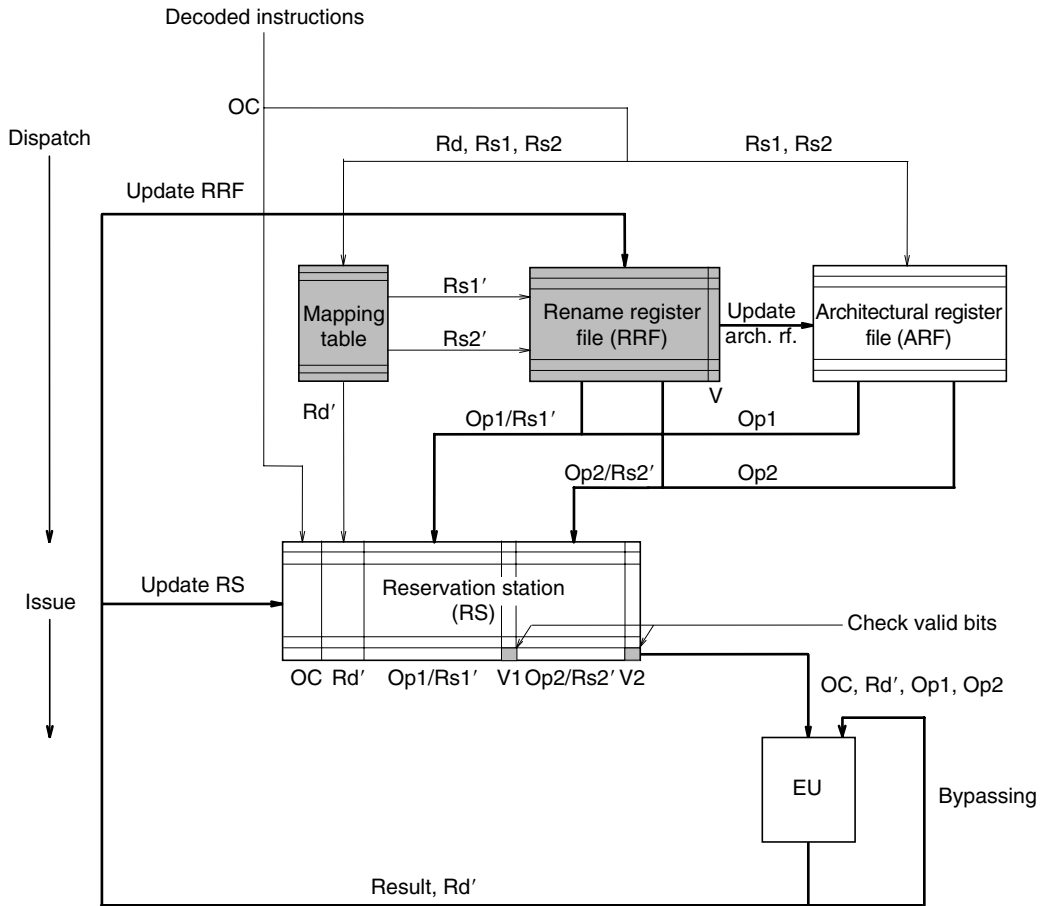 Decoded instructions
OC
Dispatch
Rd, Rs1, Rs2
Rs1, Rs2
Update RRF
Mapping
table
Rs1′
Rs2′
Rename register
file (RRF)
V
Update
arch. rf.
Architectural register
file (ARF)
Rd′
Op1/Rs1′
Op1
Op2/Rs2′
Op2
Issue
Update RS
Reservation station
(RS)
Check valid bits
OC Rd′ Op1/Rs1′ V1 Op2/Rs2′ V2
OC, Rd′, Op1, Op2
EU
Bypassing
Result, Rd′